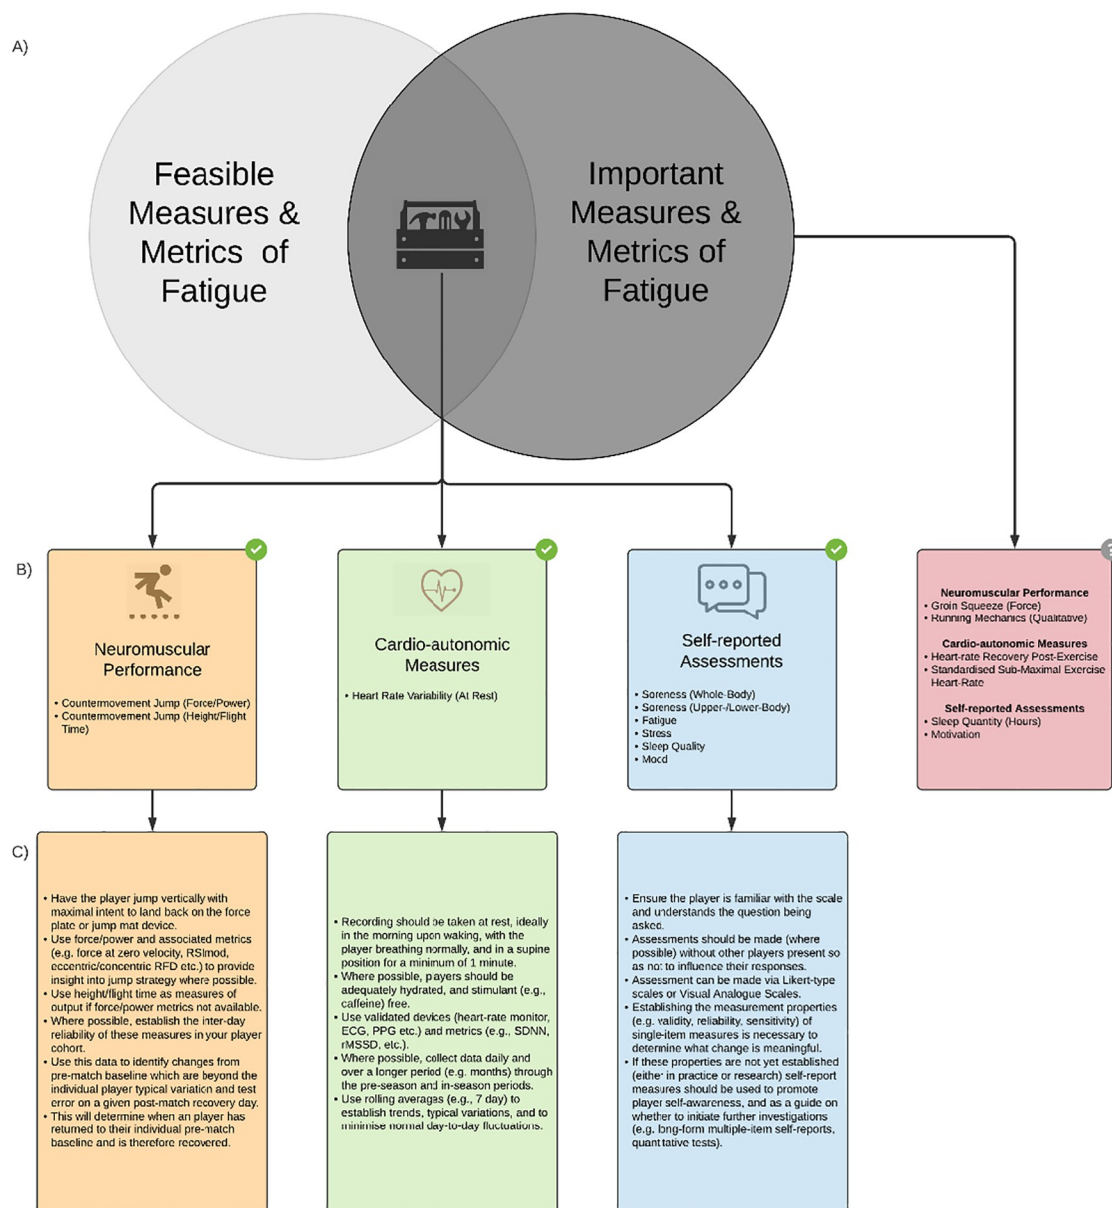 A)
Feasible
Measures &
Metrics of
Fatigue
Important
Measures &
Metrics of
Fatigue
B)
Neuromuscular
Performance
• Countermovement Jump (Force/Power)
• Countermovement Jump (Height/Flight
Time)
Cardio-autonomic
Measures
• Heart Rate Variability (At Rest)
Self-reported
Assessments
• Soreness (Whole-Body)
• Soreness (Upper-/Lower-Body)
• Fatigue
• Stress
• Sleep Quality
• Mood
?
Neuromuscular Performance
• Groin Squeeze (Force)
• Running Mechanics (Qualitative)
Cardio-autonomic Measures
• Heart-rate Recovery Post-Exercise
• Standardised Sub-Maximal Exercise
Heart-Rate
Self-reported Assessments
• Sleep Quantity (Hours)
• Motivation
C)
• Have the player jump vertically with
maximal intent to land back on the force
plate or jump mat device.
• Use force/power and associated metrics
(e.g. force at zero velocity, RSImod,
eccentric/concentric RFD etc.) to provide
insight into jump strategy where possible.
• Use height/flight time as measures of
output if force/power metrics not available.
• Where possible, establish the inter-day
reliability of these measures in your player
cohort.
• Use this data to identify changes from
pre-match baseline which are beyond the
individual player typical variation and test
error on a given post-match recovery day.
• This will determine when an player has
returned to their individual pre-match
baseline and is therefore recovered.
• Recording should be taken at rest, ideally
in the morning upon waking, with the
player breathing normally, and in a supine
position for a minimum of 1 minute.
• Where possible, players should be
adequately hydrated, and stimulant (e.g.,
caffeine) free.
• Use validated devices (heart-rate monitor,
ECG, PPG etc.) and metrics (e.g., SDNN,
rMSSD, etc.).
• Where possible, collect data daily and
over a longer period (e.g. months) through
the pre-season and in-season periods.
• Use rolling averages (e.g., 7 day) to
establish trends, typical variations, and to
minimise normal day-to-day fluctuations.
• Ensure the player is familiar with the scale
and understands the question being
asked.
• Assessments should be made (where
possible) without other players present so
as not to influence their responses.
• Assessment can be made via Likert-type
scales or Visual Analogue Scales.
• Establishing the measurement properties
(e.g. validity, reliability, sensitivity) of
single-item measures is necessary to
determine what change is meaningful.
• If these properties are not yet established
(either in practice or research) self-report
measures should be used to promote
player self-awareness, and as a guide on
whether to initiate further investigations
(e.g. long-form multiple-item self-reports,
quantitative tests).